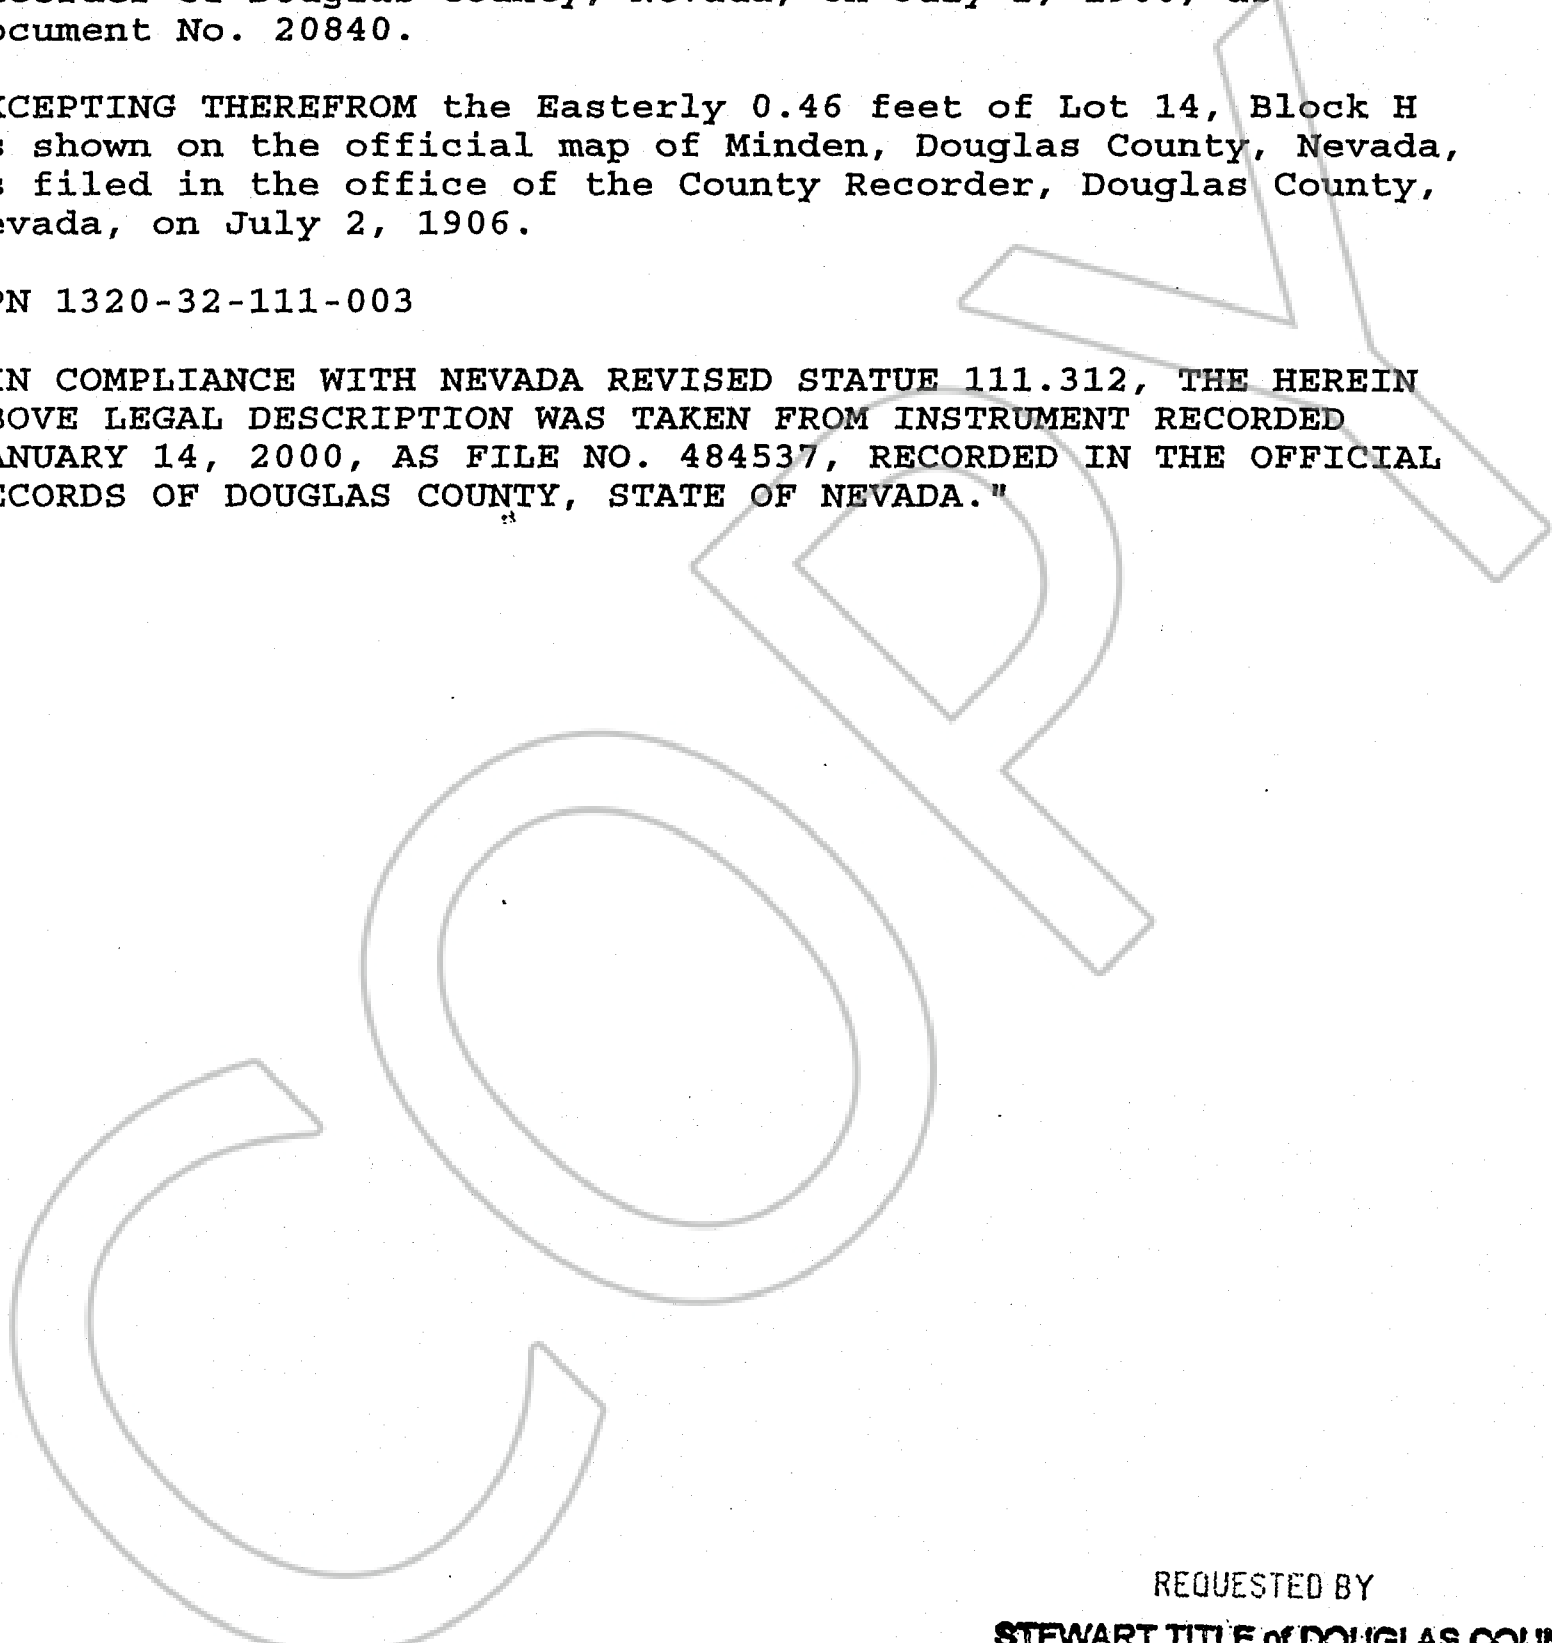 ocument No. 20840.
XCEPTING THEREFROM the Easterly 0.46 feet of Lot 14, Block H
s shown on the official map of Minden, Douglas County, Nevada,
s filed in the office of the County Recorder, Douglas County,
evada, on July 2, 1906.
PN 1320-32-111-003
IN COMPLIANCE WITH NEVADA REVISED STATUE 111.312, THE HEREIN
BOVE LEGAL DESCRIPTION WAS TAKEN FROM INSTRUMENT RECORDED
ANUARY 14, 2000, AS FILE NO. 484537, RECORDED IN THE OFFICIAL
ECORDS OF DOUGLAS COUNTY, STATE OF NEVADA."
COPY
REQUESTED BY
STEWART TITLE of DOUGLAS COUN